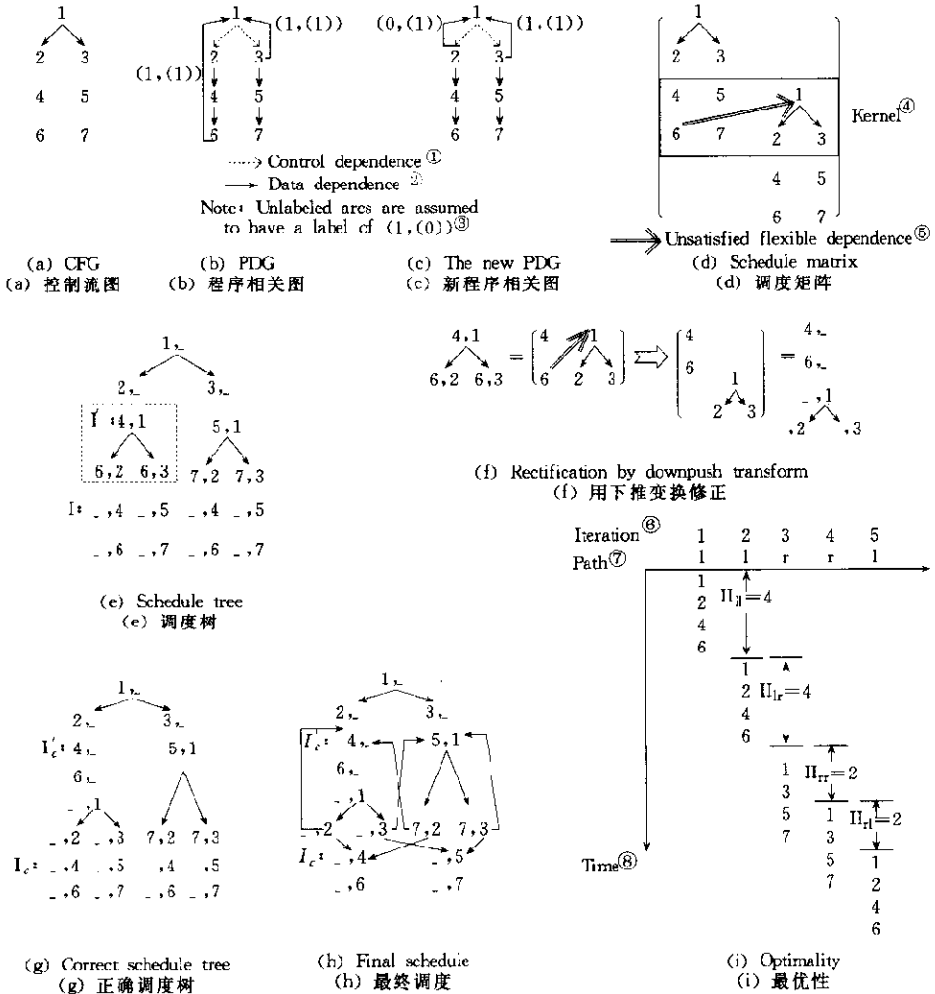 1
2 3
4 5
6 7
(a) CFG
(a) 控制流图
1
(1,(1))
2 3
(1,(1))
4 5
6 7
(b) PDG
(b) 程序相关图
(0,(1)) 1 (1,(1))
2 3
4 5
6 7
(c) The new PDG
(c) 新程序相关图
Control dependence ①
Data dependence ②
Note: Unlabeled arcs are assumed
to have a label of (1,(0))③
1
2 3
4 5 1
6 7 2 3
Kernel④
4 5
6 7
Unsatisfied flexible dependence⑤
(d) Schedule matrix
(d) 调度矩阵
1,_
2,_ 3,_
I′:4,1 5,1
6,2 6,3 7,2 7,3
I: _,4 _,5 _,4 _,5
_,6 _,7 _,6 _,7
(e) Schedule tree
(e) 调度树
4,1
6,2 6,3
=
4 1
6 2 3
4
6
1
2 3
=
4,_
6,_
_,1
,2 ,3
(f) Rectification by downpush transform
(f) 用下推变换修正
1,_
2,_ 3,_
I′c: 4,_ 5,1
6,_
_,1
_,2 _,3 7,2 7,3
Ic: _,4 _,5 ,4 ,5
_,6 _,7 _,6 _,7
(g) Correct schedule tree
(g) 正确调度树
1,_
2,_ 3,_
I′c: 4,_ 5,1
6,_
_,1
_,2 _,3 7,2 7,3
Ic: _,4 _,5
_,6 _,7
(h) Final schedule
(h) 最终调度
Iteration⑥ 1 2 3 4 5
Path⑦ l l r r l
1
2 IIll=4
4
6
1
2 IIlr=4
4
6
IIrr=2
1
3
5
7
IIrl=2
1
3
5
7
Time⑧
1
2
4
6
(i) Optimality
(i) 最优性